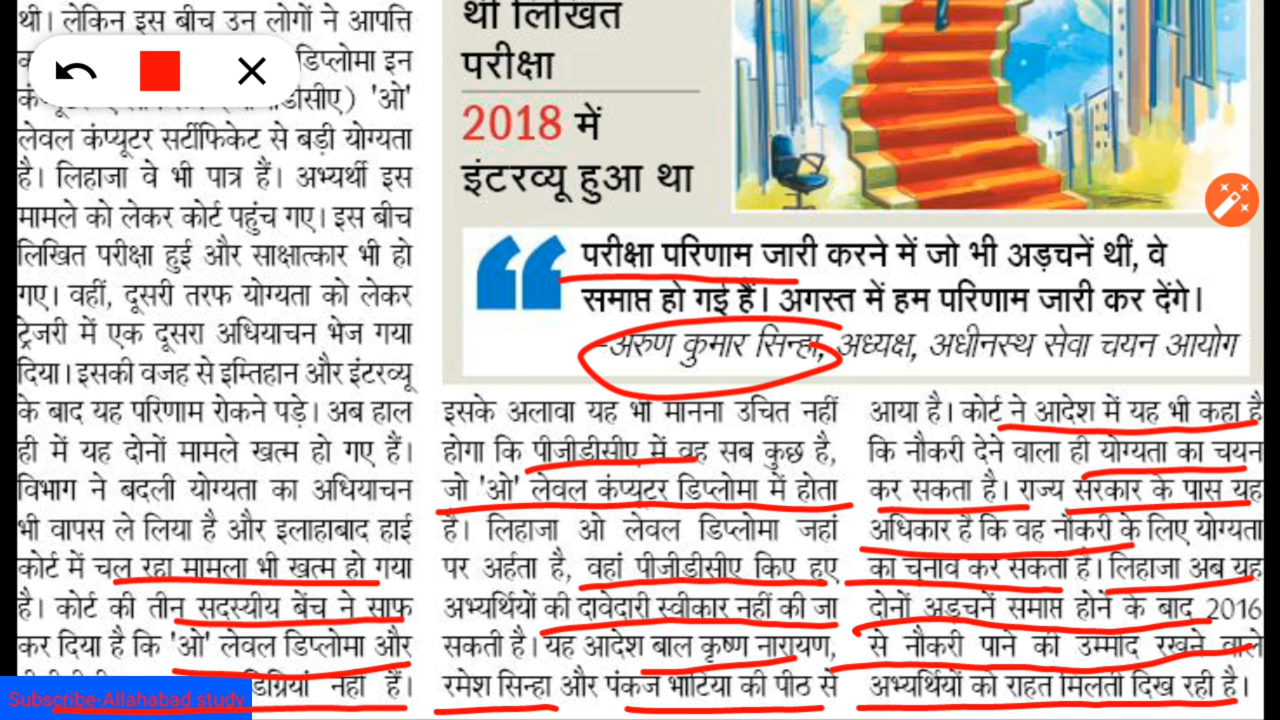 थी। लेकिन इस बीच उन लोगों ने आपत्ति
डिप्लोमा इन
'ओ'
लेवल कंप्यूटर सर्टीफिकेट से बड़ी योग्यता
है। लिहाजा वे भी पात्र हैं। अभ्यर्थी इस
मामले को लेकर कोर्ट पहुंच गए। इस बीच
लिखित परीक्षा हुई और साक्षात्कार भी हो
गए। वहीं, दूसरी तरफ योग्यता को लेकर
ट्रेजरी में एक दूसरा अधियाचन भेज गया
दिया। इसकी वजह से इम्तिहान और इंटरव्यू
के बाद यह परिणाम रोकने पड़े। अब हाल
ही में यह दोनों मामले खत्म हो गए हैं।
विभाग ने बदली योग्यता का अधियाचन
भी वापस ले लिया है और इलाहाबाद हाई
कोर्ट में चल रहा मामला भी खत्म हो गया
है। कोर्ट की तीन सदस्यीय बेंच ने साफ
कर दिया है कि 'ओ' लेवल डिप्लोमा और
डिग्रियां नहीं हैं।
थी लिखित
परीक्षा
2018 में
इंटरव्यू हुआ था
परीक्षा परिणाम जारी करने में जो भी अड़चनें थीं, वे
समाप्त हो गई हैं। अगस्त में हम परिणाम जारी कर देंगे।
-अरुण कुमार सिन्हा, अध्यक्ष, अधीनस्थ सेवा चयन आयोग
इसके अलावा यह भी मानना उचित नहीं
होगा कि पीजीडीसीए में वह सब कुछ है,
जो 'ओ' लेवल कंप्यूटर डिप्लोमा में होता
है। लिहाजा ओ लेवल डिप्लोमा जहां
पर अर्हता है, वहां पीजीडीसीए किए हुए
अभ्यर्थियों की दावेदारी स्वीकार नहीं की जा
सकती है। यह आदेश बाल कृष्ण नारायण,
रमेश सिन्हा और पंकज भाटिया की पीठ से
आया है। कोर्ट ने आदेश में यह भी कहा है
कि नौकरी देने वाला ही योग्यता का चयन
कर सकता है। राज्य सरकार के पास यह
अधिकार है कि वह नौकरी के लिए योग्यता
का चुनाव कर सकता है। लिहाजा अब यह
दोनों अड़चनें समाप्त होने के बाद 2016
से नौकरी पाने की उम्मीद रखने वाले
अभ्यर्थियों को राहत मिलती दिख रही है।
Subscribe-Allahabad study